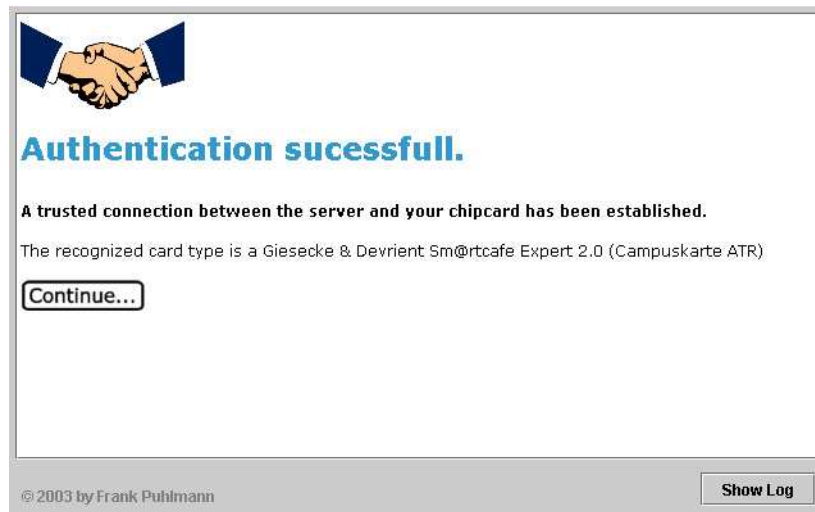 Authentication sucessfull.
A trusted connection between the server and your chipcard has been established.
The recognized card type is a Giesecke & Devrient Sm@rtcafe Expert 2.0 (Campuskarte ATR)
Continue...
© 2003 by Frank Puhlmann
Show Log